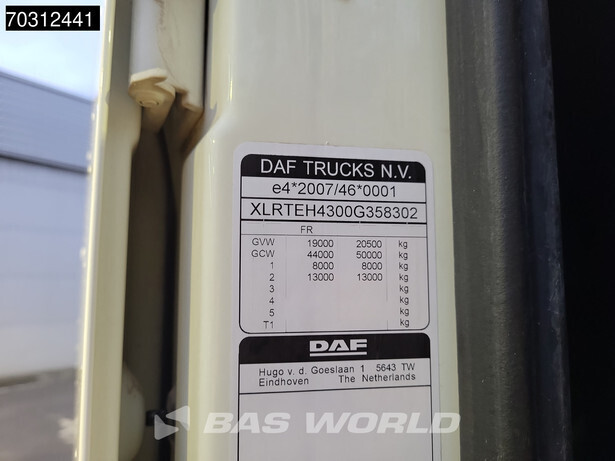 70312441
DAF TRUCKS N.V.
e4*2007/46*0001
XLRTEH4300G358302
FR
GVW 19000 20500 kg
GCW 44000 50000 kg
1 8000 8000 kg
2 13000 13000 kg
3 kg
4 kg
5 kg
T1 kg
DAF
Hugo v. d. Goeslaan 1 5643 TW
Eindhoven The Netherlands
BAS WORLD